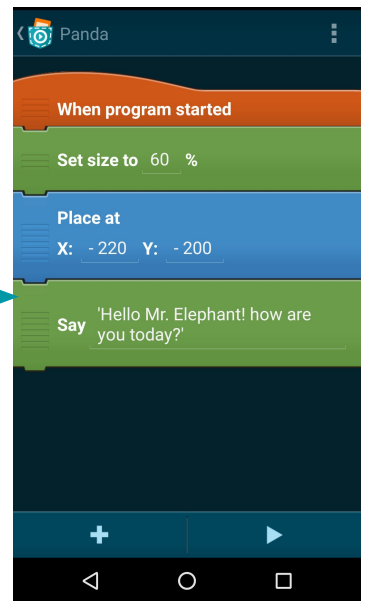 Panda
When program started
Set size to 60 %
Place at
X: - 220 Y: - 200
Say 'Hello Mr. Elephant! how are
you today?'